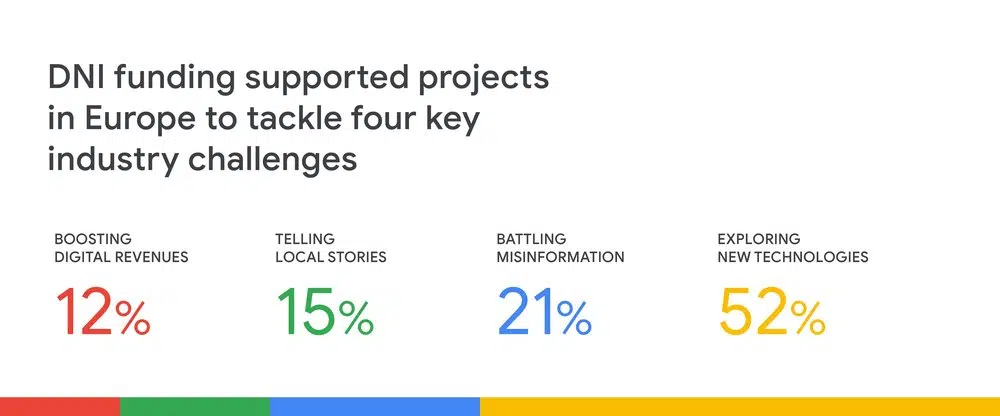 DNI funding supported projects
in Europe to tackle four key
industry challenges
BOOSTING
DIGITAL REVENUES
12%
TELLING
LOCAL STORIES
15%
BATTLING
MISINFORMATION
21%
EXPLORING
NEW TECHNOLOGIES
52%